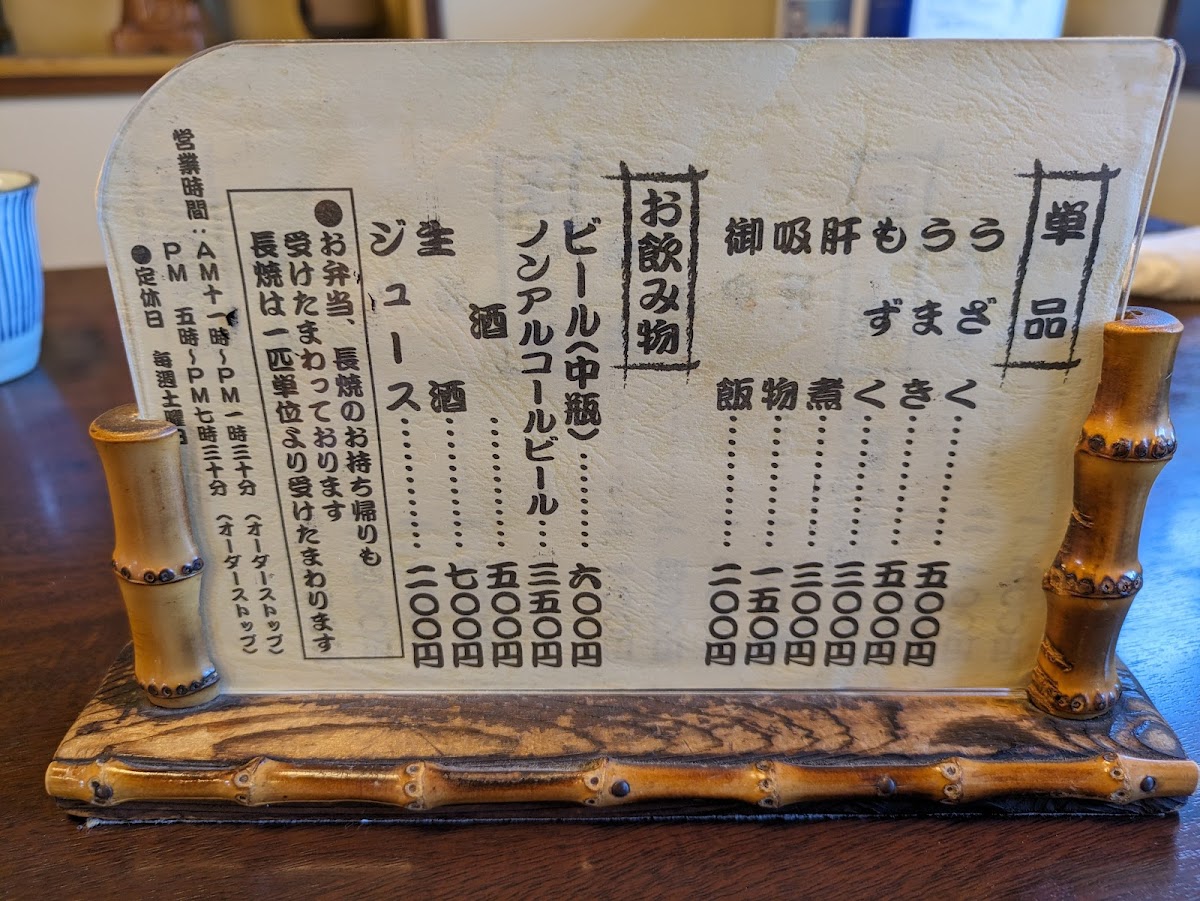 単品
うざく…………五〇〇円
うまき…………五〇〇円
もずく…………三〇〇円
肝煮…………三〇〇円
吸物…………一五〇円
御飯…………二〇〇円
お飲み物
ビール(中瓶)………六〇〇円
ノンアルコールビール…三五〇円
酒…………五〇〇円
生酒…………七〇〇円
ジュース…………二〇〇円
●お弁当、長焼のお持ち帰りも
受けたまわっております
長焼は一匹単位より受けたまわります
営業時間:AM十一時〜PM一時三十分(オーダーストップ)
PM 五時〜PM七時三十分(オーダーストップ)
●定休日 毎週土曜日